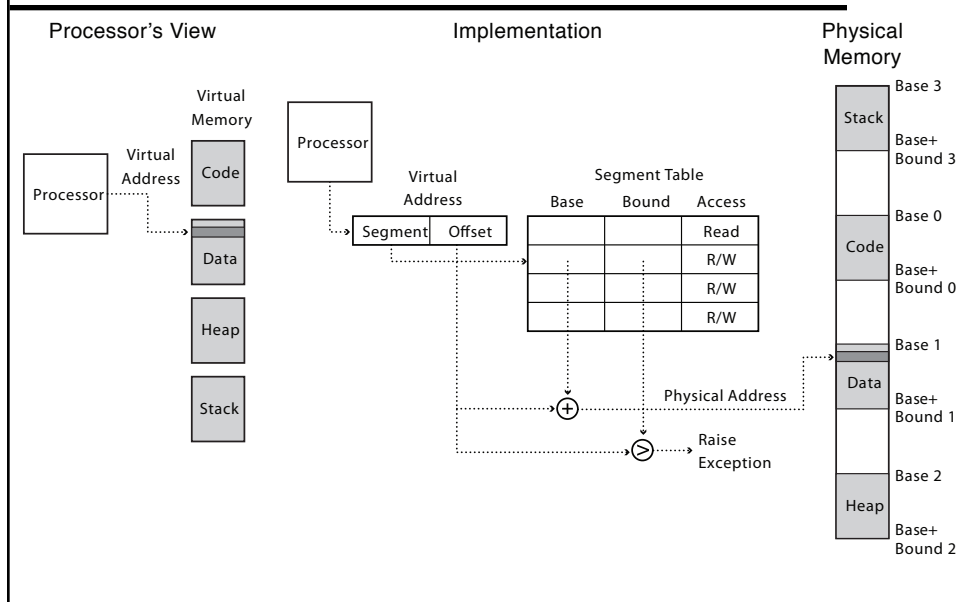 Processor's View
Implementation
Physical
Memory
Virtual
Memory
Processor
Virtual
Address
Code
Data
Heap
Stack
Processor
Virtual
Address
Segment
Offset
Segment Table
Base
Bound
Access
Read
R/W
R/W
R/W
+
Physical Address
>
Raise
Exception
Base 3
Stack
Base+
Bound 3
Base 0
Code
Base+
Bound 0
Base 1
Data
Base+
Bound 1
Base 2
Heap
Base+
Bound 2